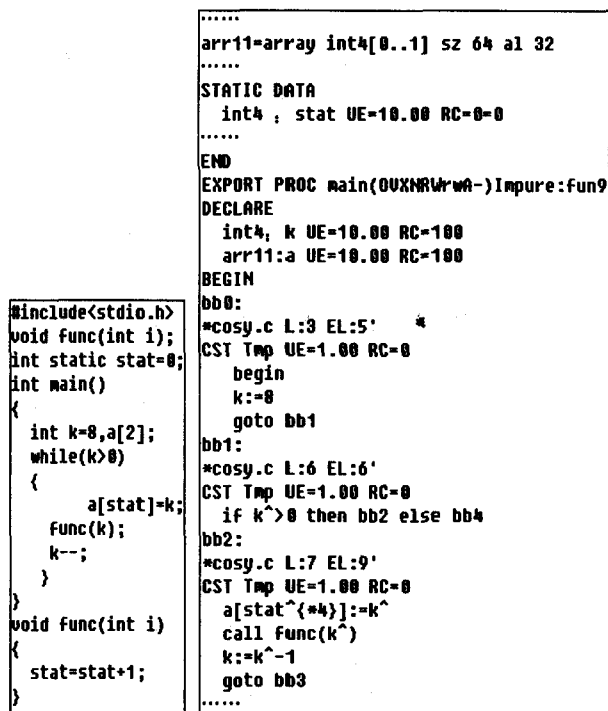 #include<stdio.h>
void func(int i);
int static stat=0;
int main()
{
int k=8,a[2];
while(k>0)
{
a[stat]=k;
func(k);
k--;
}
}
void func(int i)
{
stat=stat+1;
}
······
arr11=array int4[0..1] sz 64 al 32
······
STATIC DATA
int4 : stat UE=10.00 RC=0=0
······
END
EXPORT PROC main(OVXNRWrwA-)Impure:fun9
DECLARE
int4: k UE=10.00 RC=100
arr11:a UE=10.00 RC=100
BEGIN
bb0:
*cosy.c L:3 EL:5'
CST Tmp UE=1.00 RC=0
begin
k:=8
goto bb1
bb1:
*cosy.c L:6 EL:6'
CST Tmp UE=1.00 RC=0
if k^>0 then bb2 else bb4
bb2:
*cosy.c L:7 EL:9'
CST Tmp UE=1.00 RC=0
a[stat^{*4}]:=k^
call func(k^)
k:=k^-1
goto bb3
······